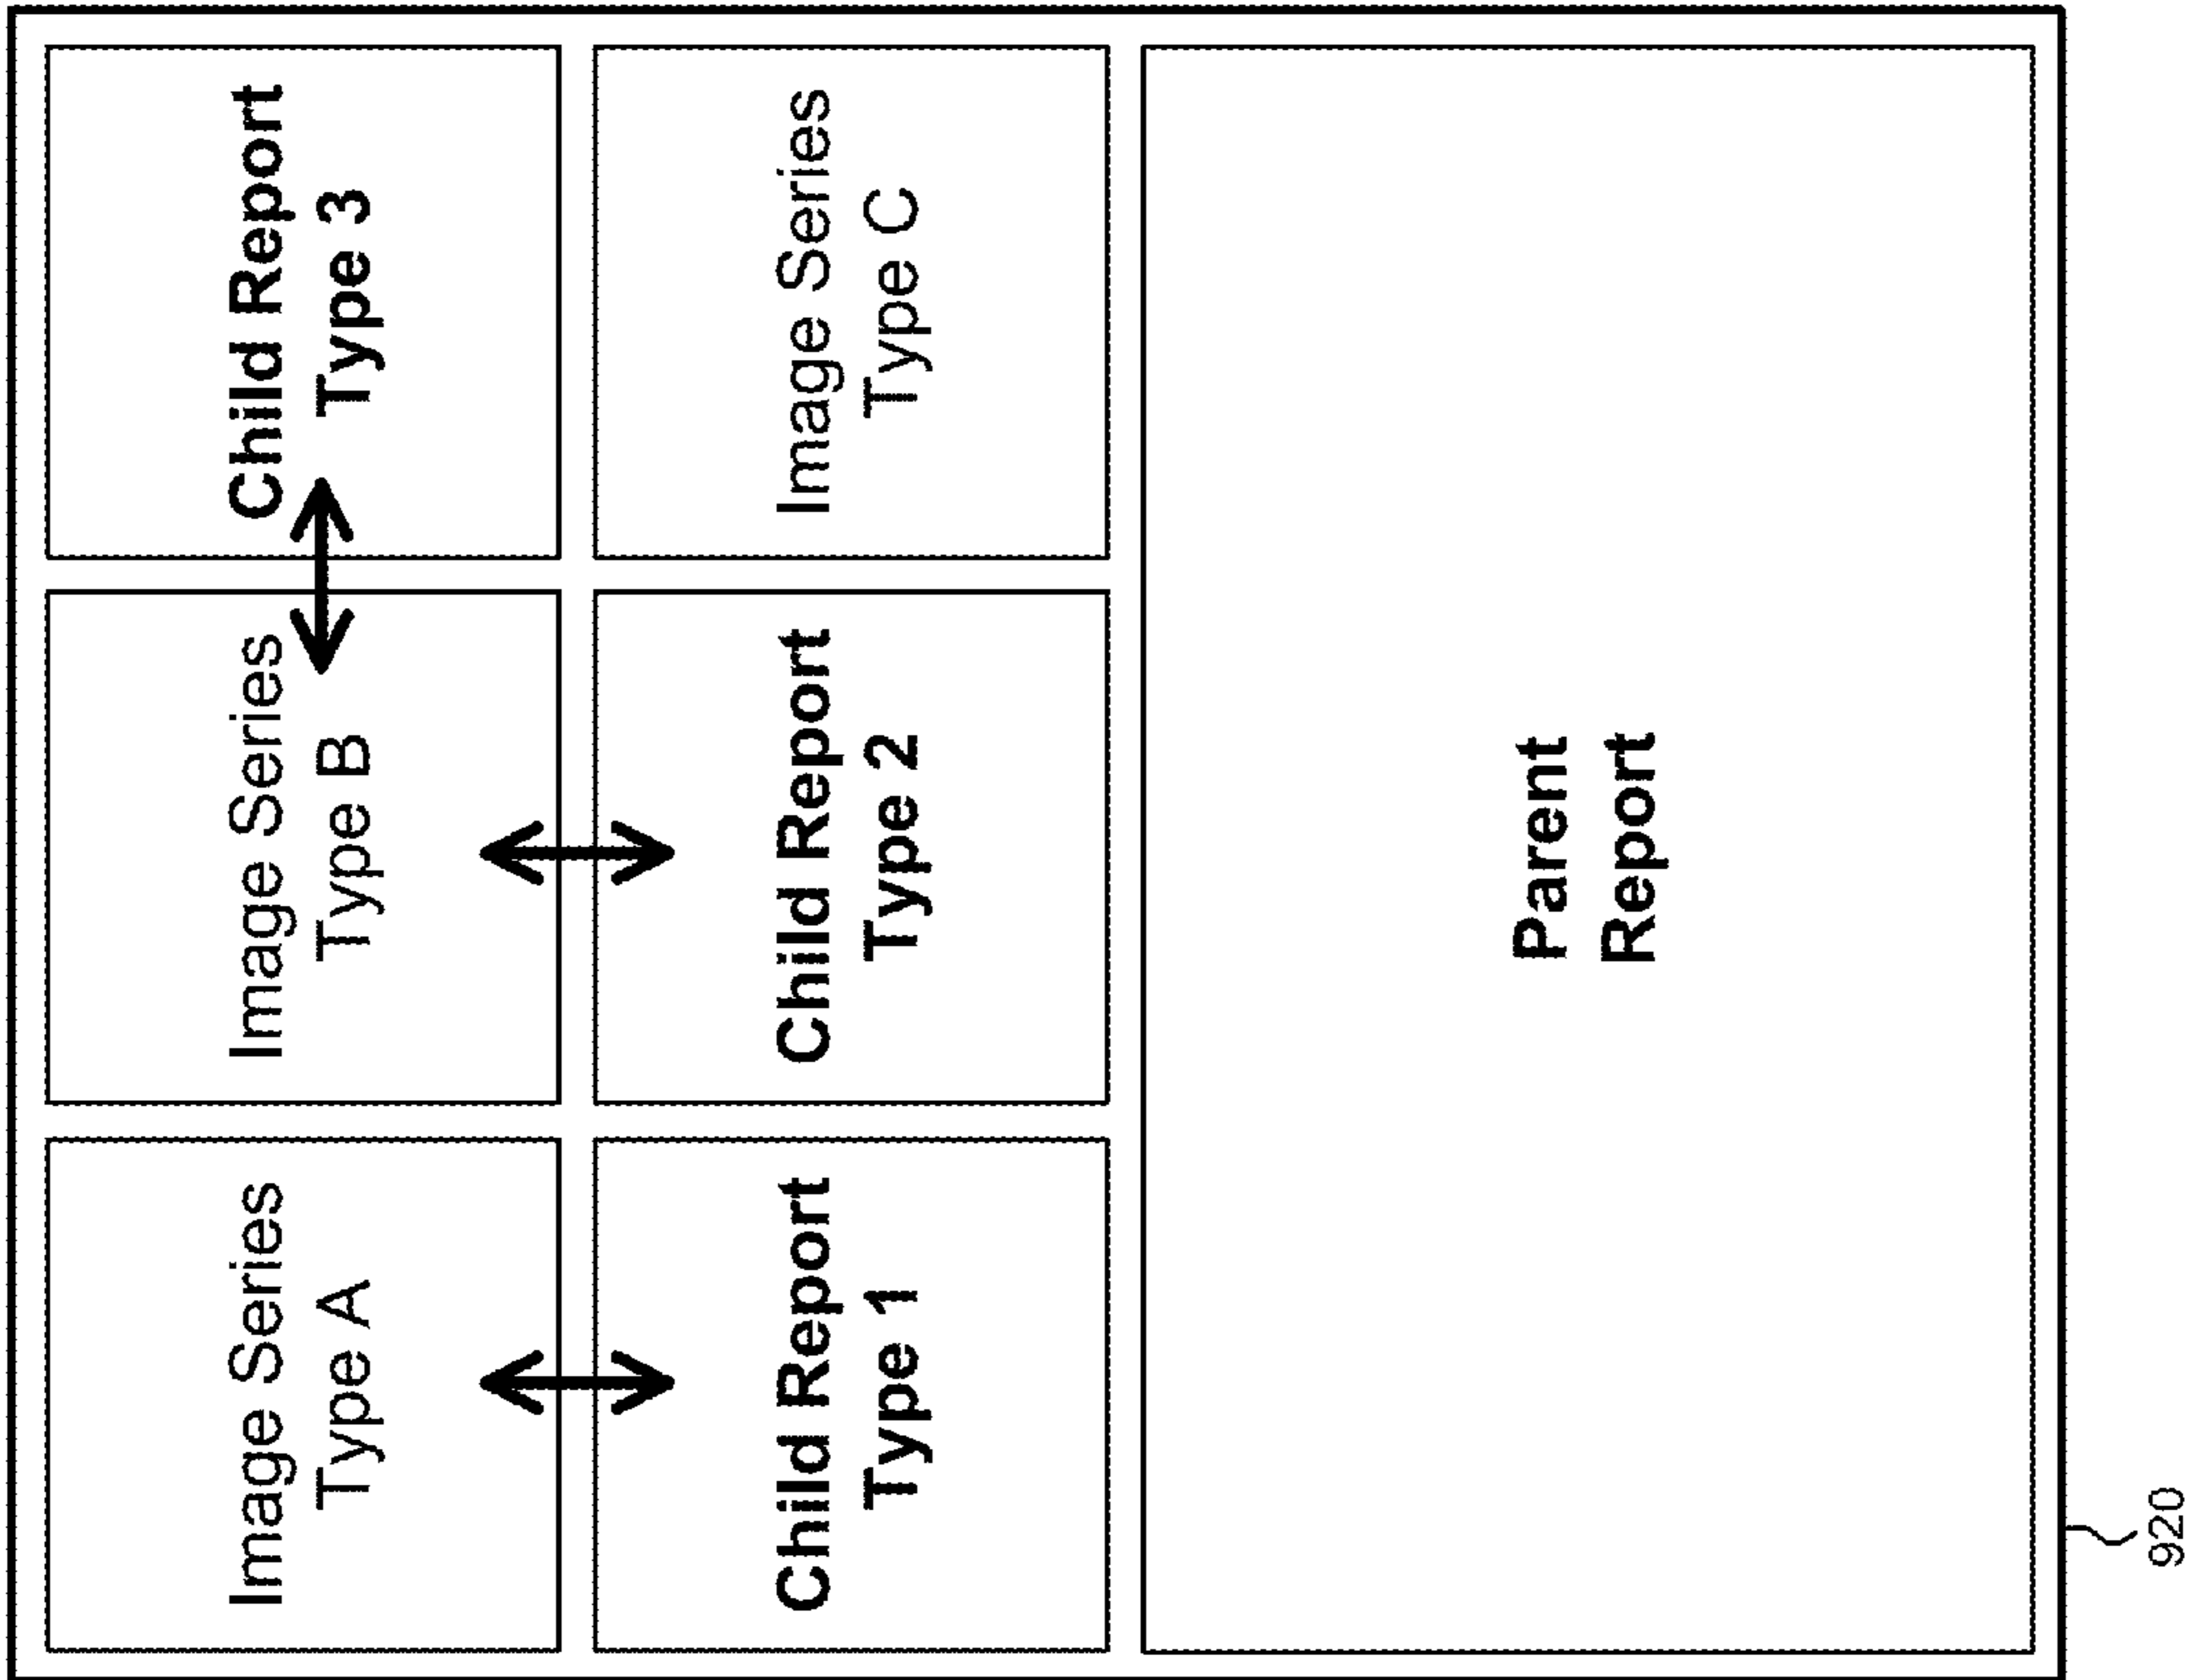 Image Series
Type A
Image Series
Type B
Child Report
Type 3
Child Report
Type 1
Child Report
Type 2
Image Series
Type C
Parent
Report
920